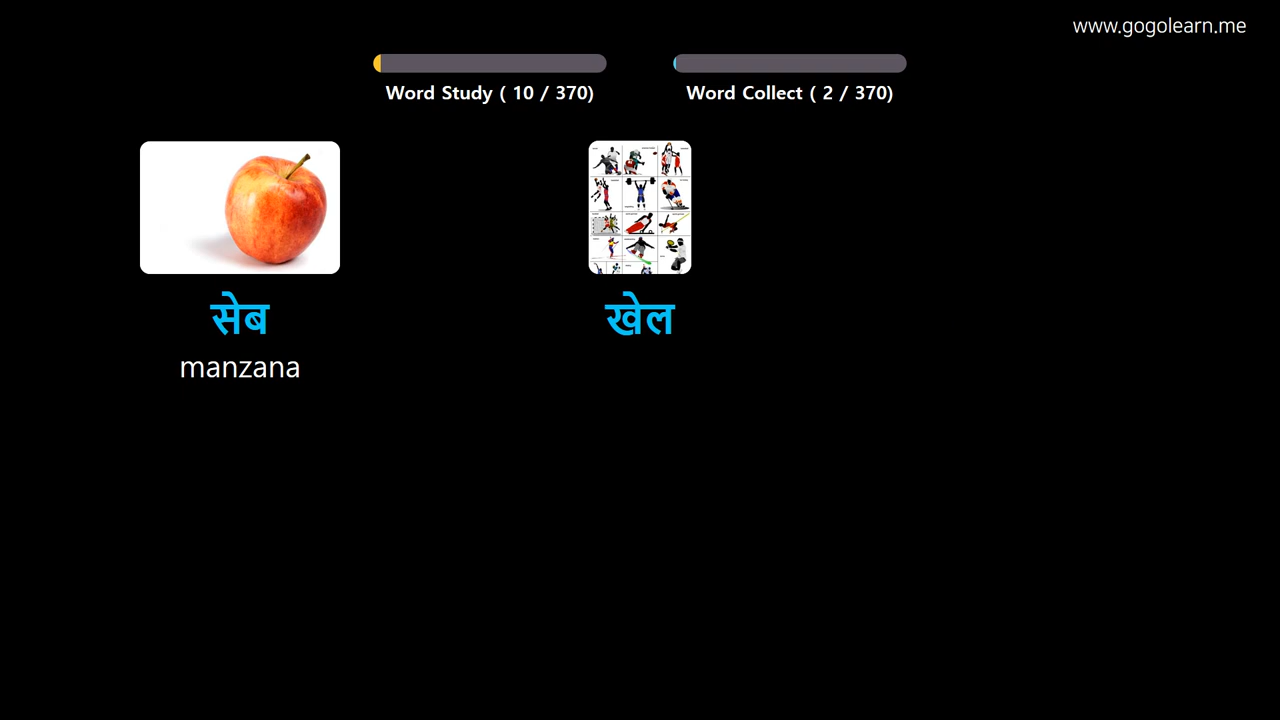 www.gogolearn.me
Word Study ( 10 / 370)
Word Collect ( 2 / 370)
सेब
खेल
manzana